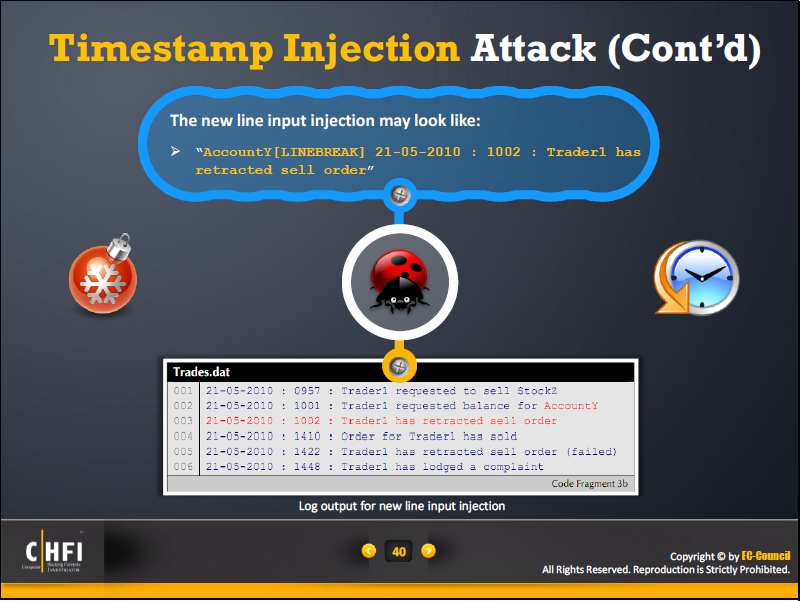 Timestamp Injection Attack (Cont’d)
The new line input injection may look like:
“AccountY[LINEBREAK] 21-05-2010 : 1002 : Trader1 has
retracted sell order”
Trades.dat
001 21-05-2010 : 0957 : Trader1 requested to sell StockZ
002 21-05-2010 : 1001 : Trader1 requested balance for AccountY
003 21-05-2010 : 1002 : Trader1 has retracted sell order
004 21-05-2010 : 1410 : Order for Trader1 has sold
005 21-05-2010 : 1422 : Trader1 has retracted sell order (failed)
006 21-05-2010 : 1448 : Trader1 has lodged a complaint
Code Fragment 3b
Log output for new line input injection
CHFI
Computer Hacking Forensic
INVESTIGATOR
40
Copyright © by EC-Council
All Rights Reserved. Reproduction is Strictly Prohibited.